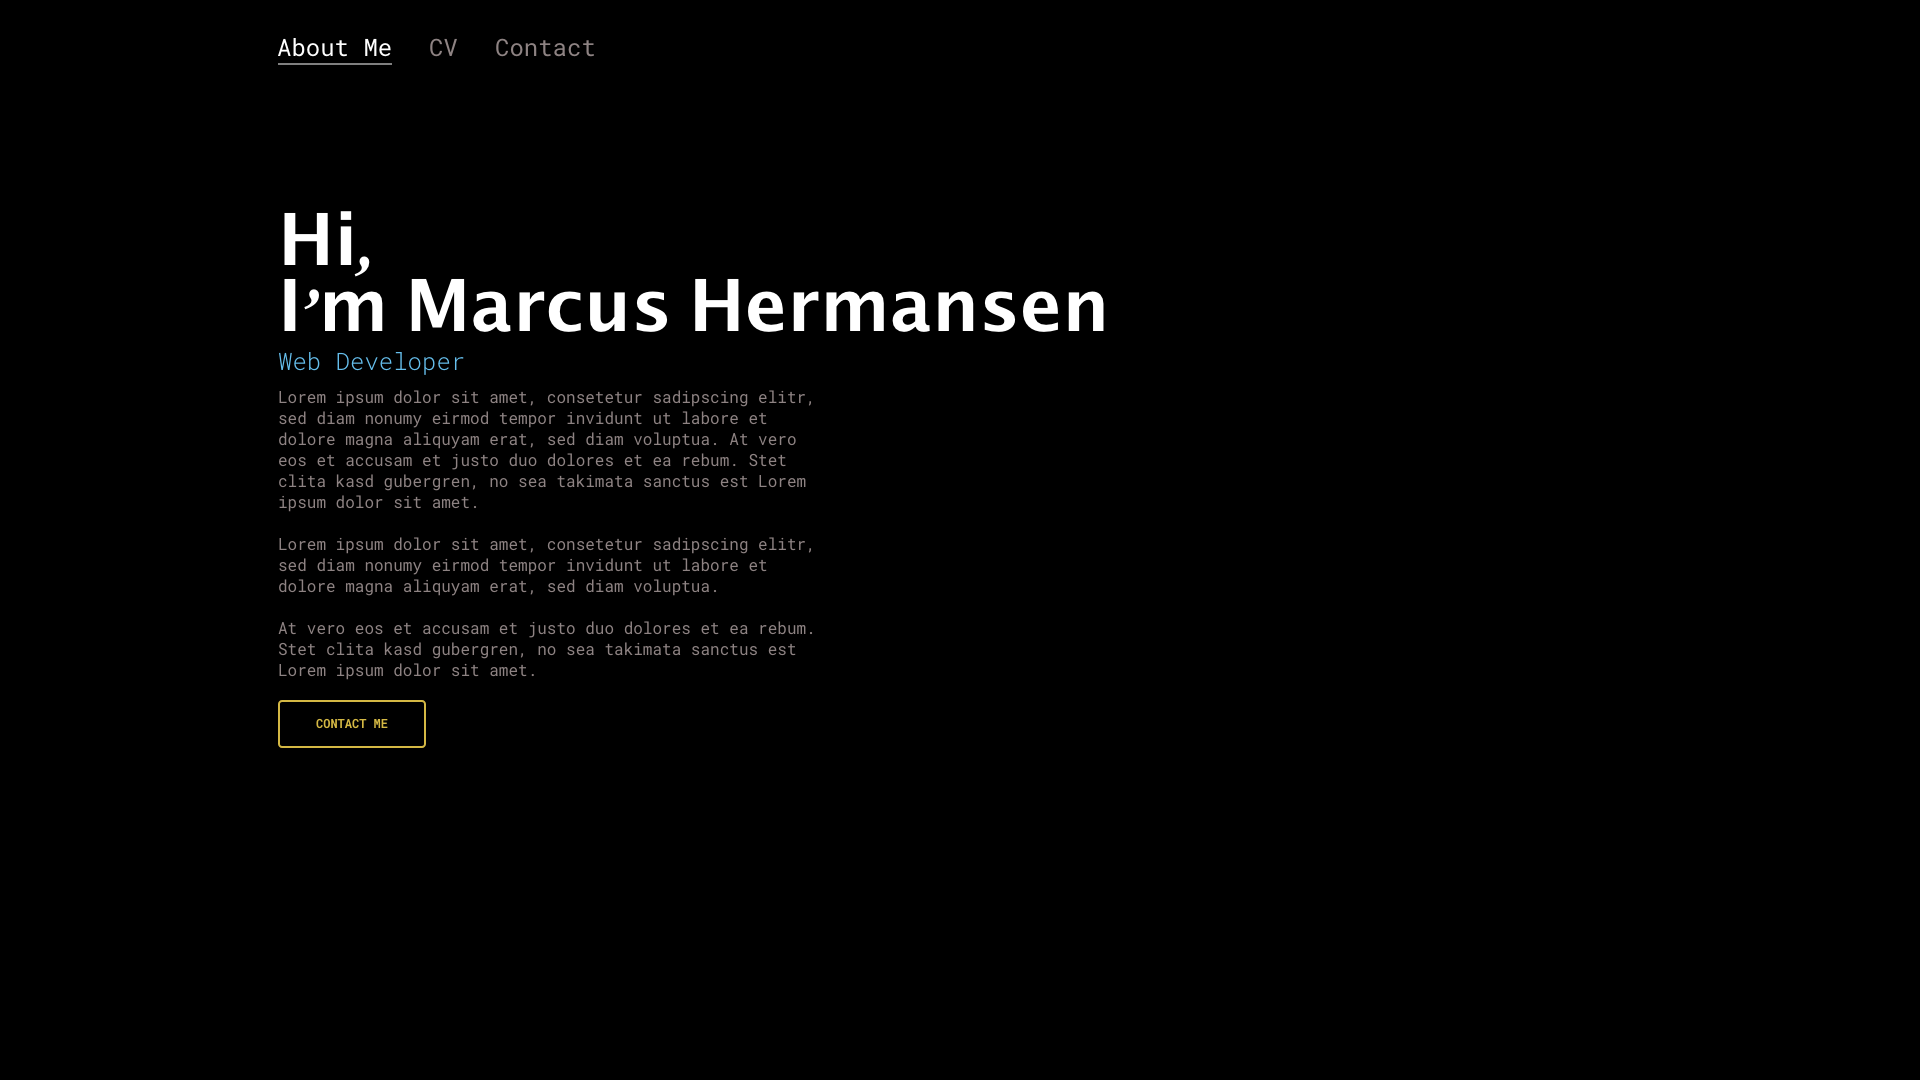 About Me CV Contact
Hi,
I’m Marcus Hermansen
Web Developer
Lorem ipsum dolor sit amet, consetetur sadipscing elitr,
sed diam nonumy eirmod tempor invidunt ut labore et
dolore magna aliquyam erat, sed diam voluptua. At vero
eos et accusam et justo duo dolores et ea rebum. Stet
clita kasd gubergren, no sea takimata sanctus est Lorem
ipsum dolor sit amet.
Lorem ipsum dolor sit amet, consetetur sadipscing elitr,
sed diam nonumy eirmod tempor invidunt ut labore et
dolore magna aliquyam erat, sed diam voluptua.
At vero eos et accusam et justo duo dolores et ea rebum.
Stet clita kasd gubergren, no sea takimata sanctus est
Lorem ipsum dolor sit amet.
CONTACT ME